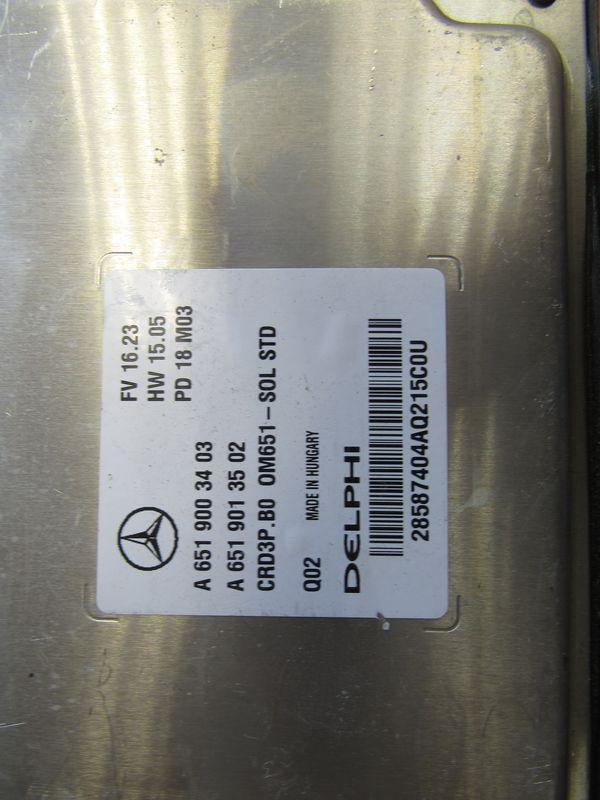 FV 16.23
HW 15.05
PD 18 M03
A 651 900 34 03
A 651 901 35 02
CRD3P.B0 OM651-SOL STD
Q02 MADE IN HUNGARY
DELPHI
28587404AQ215C0U